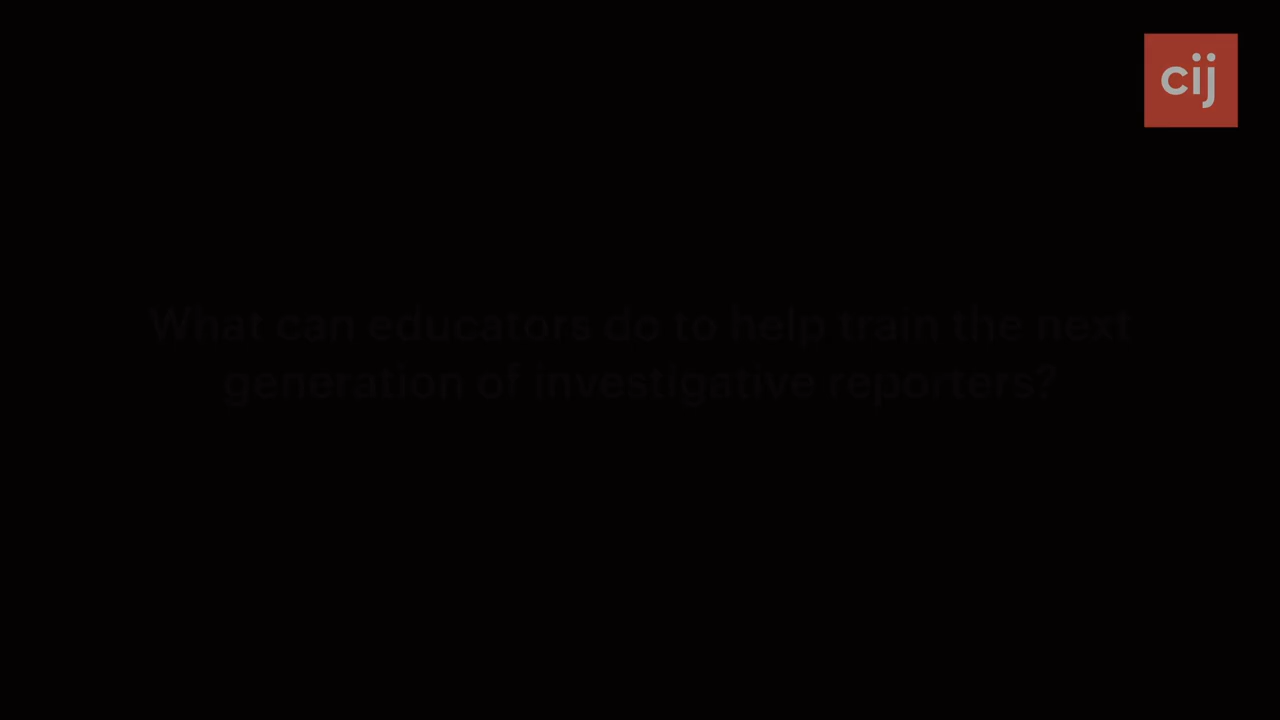 cij
What can educators do to help train the next
generation of investigative reporters?